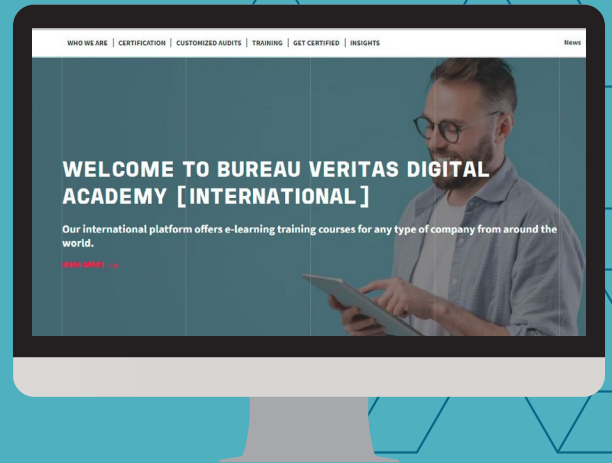 WHO WE ARE | CERTIFICATION | CUSTOMIZED AUDITS | TRAINING | GET CERTIFIED | INSIGHTS
News
WELCOME TO BUREAU VERITAS DIGITAL
ACADEMY [INTERNATIONAL]
Our international platform offers e-learning training courses for any type of company from around the
world.